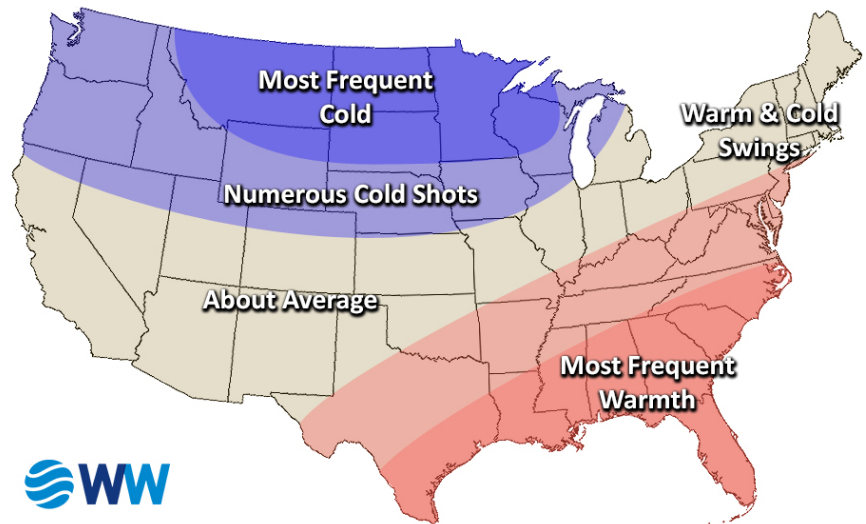 Most Frequent
Cold
Warm & Cold
Swings
Numerous Cold Shots
About Average
Most Frequent
Warmth
WW